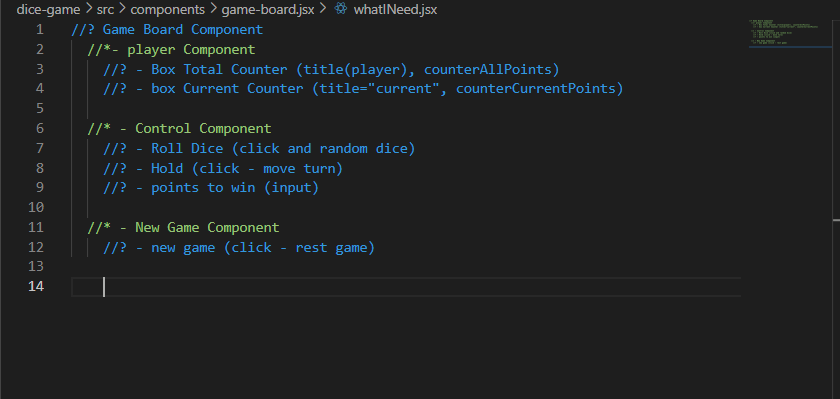 dice-game > src > components > game-board.jsx > whatINeed.jsx
1 //? Game Board Component
2 //*- player Component
3 //? - Box Total Counter (title(player), counterAllPoints)
4 //? - box Current Counter (title="current", counterCurrentPoints)
5
6 //* - Control Component
7 //? - Roll Dice (click and random dice)
8 //? - Hold (click - move turn)
9 //? - points to win (input)
10
11 //* - New Game Component
12 //? - new game (click - rest game)
13
14